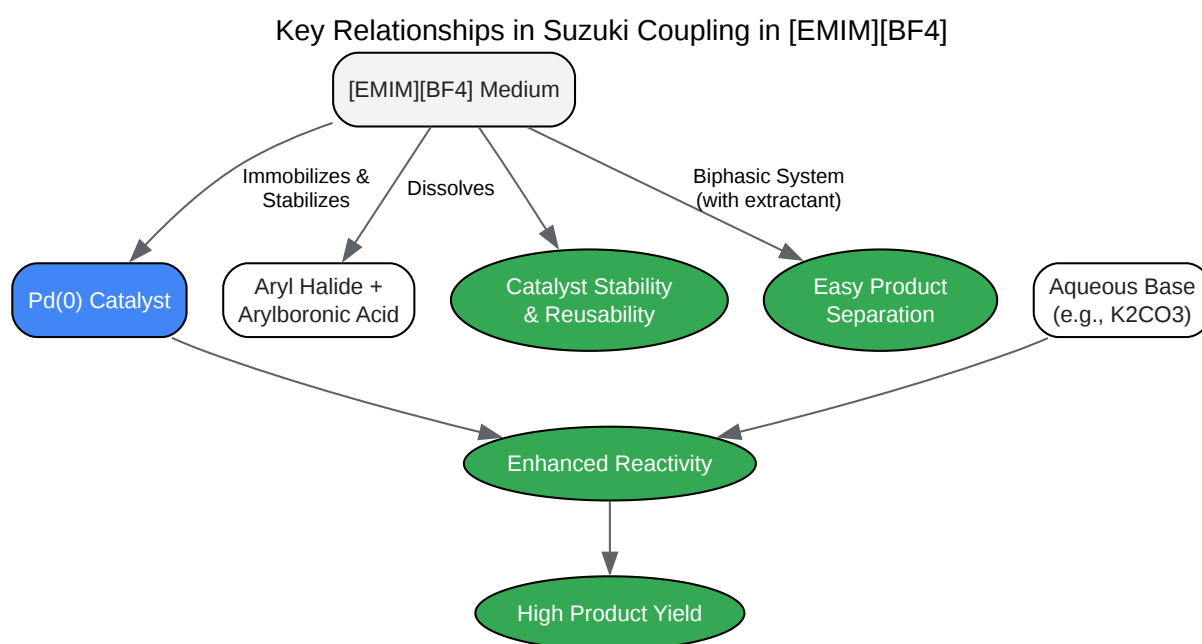 Key Relationships in Suzuki Coupling in [EMIM][BF4]
[EMIM][BF4] Medium
Immobilizes &
Stabilizes
Dissolves
Biphasic System
(with extractant)
Pd(0) Catalyst
Aryl Halide +
Arylboronic Acid
Catalyst Stability
& Reusability
Easy Product
Separation
Aqueous Base
(e.g., K2CO3)
Enhanced Reactivity
High Product Yield